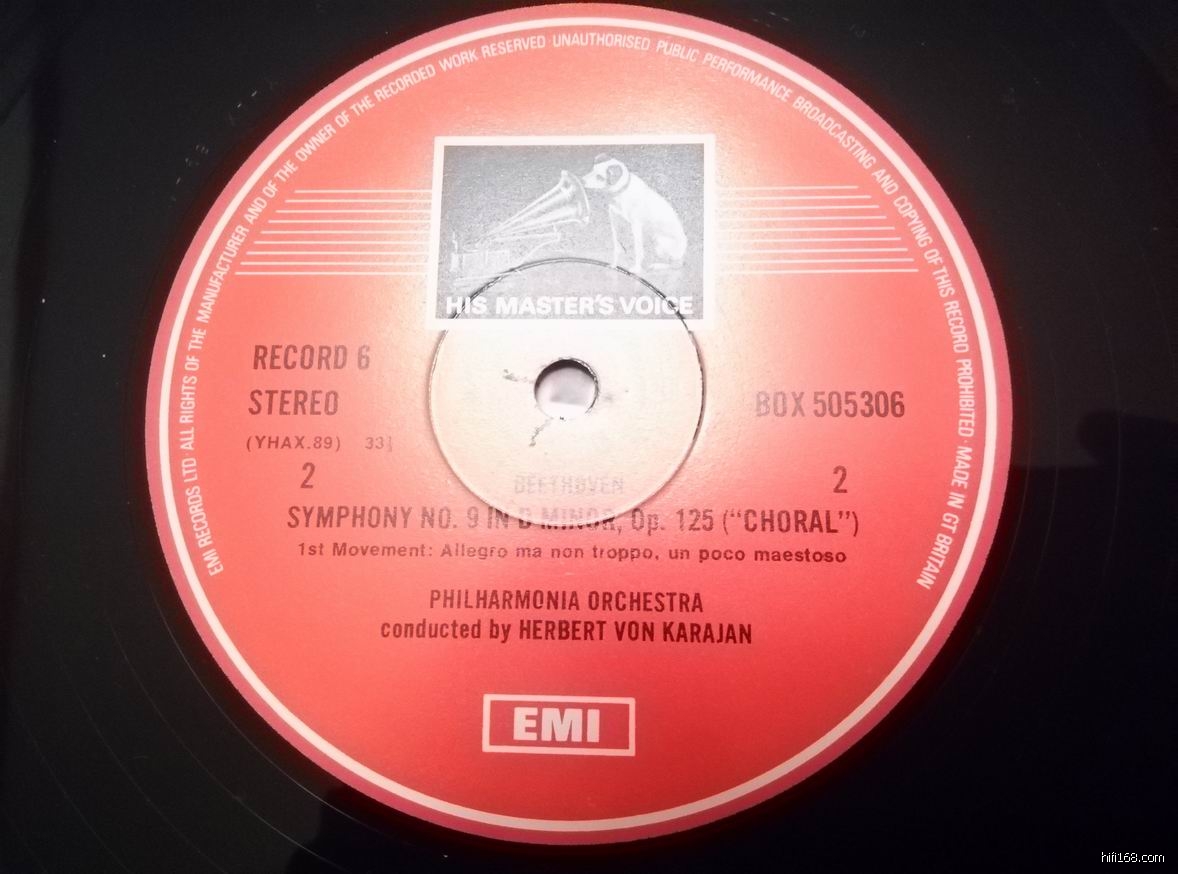 EMI RECORDS LTD ALL RIGHTS OF THE MANUFACTURER AND OF THE OWNER OF THE RECORDED WORK RESERVED UNAUTHORISED PUBLIC PERFORMANCE BROADCASTING AND COPYING OF THIS RECORD PROHIBITED · MADE IN GT BRITAIN
HIS MASTER'S VOICE
RECORD 6
STEREO
BOX 505306
(YHAX.89) 33⅓
2
2
BEETHOVEN
SYMPHONY NO. 9 IN D MINOR, Op. 125 ("CHORAL")
1st Movement: Allegro ma non troppo, un poco maestoso
PHILHARMONIA ORCHESTRA
conducted by HERBERT VON KARAJAN
EMI
hifi168.com